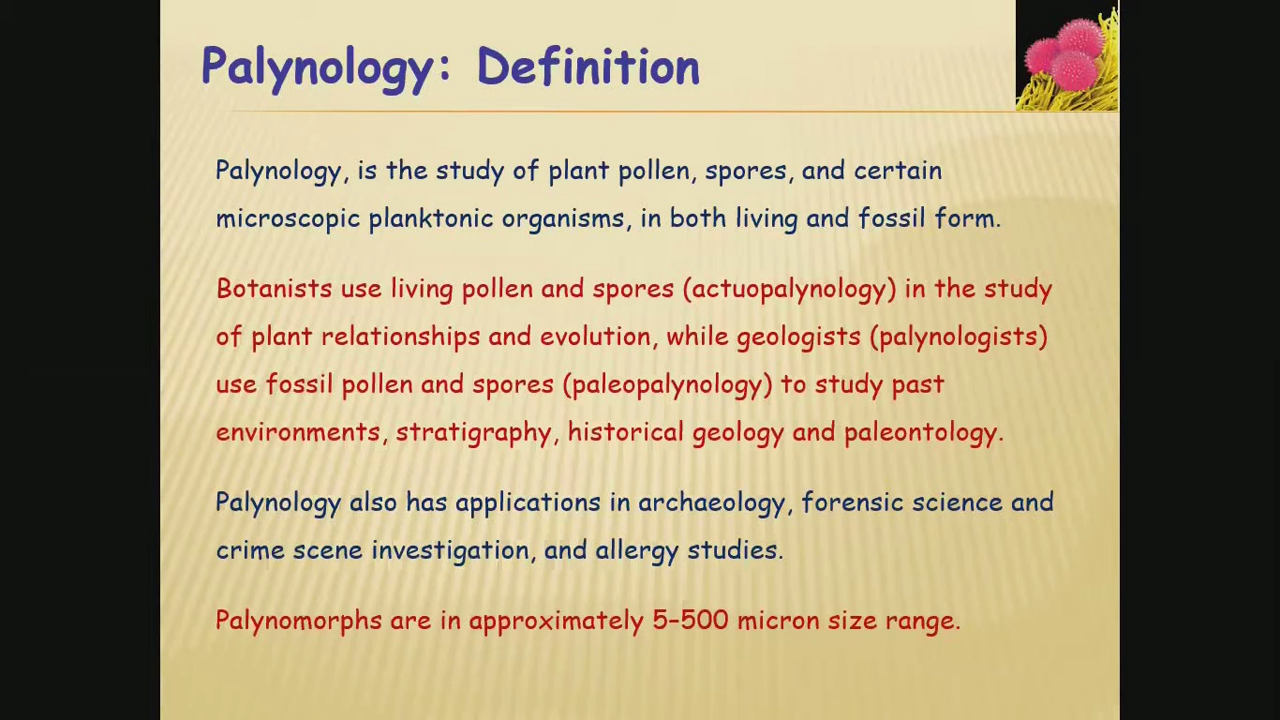 Palynology: Definition
Palynology, is the study of plant pollen, spores, and certain
microscopic planktonic organisms, in both living and fossil form.
Botanists use living pollen and spores (actuopalynology) in the study
of plant relationships and evolution, while geologists (palynologists)
use fossil pollen and spores (paleopalynology) to study past
environments, stratigraphy, historical geology and paleontology.
Palynology also has applications in archaeology, forensic science and
crime scene investigation, and allergy studies.
Palynomorphs are in approximately 5–500 micron size range.